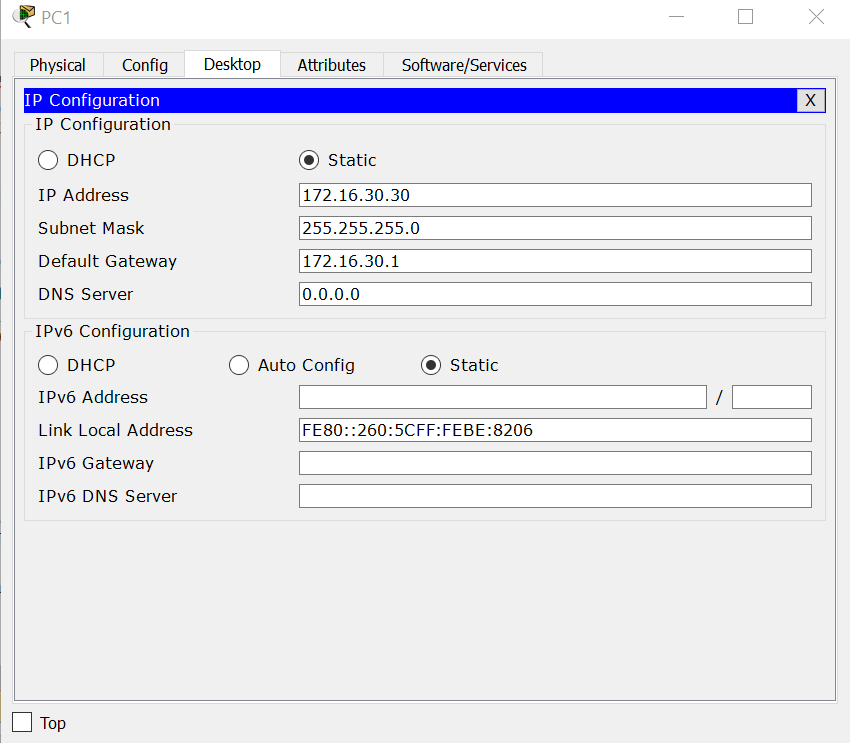 PC1
Physical Config Desktop Attributes Software/Services
IP Configuration X
IP Configuration
DHCP Static
IP Address 172.16.30.30
Subnet Mask 255.255.255.0
Default Gateway 172.16.30.1
DNS Server 0.0.0.0
IPv6 Configuration
DHCP Auto Config Static
IPv6 Address /
Link Local Address FE80::260:5CFF:FEBE:8206
IPv6 Gateway
IPv6 DNS Server
Top